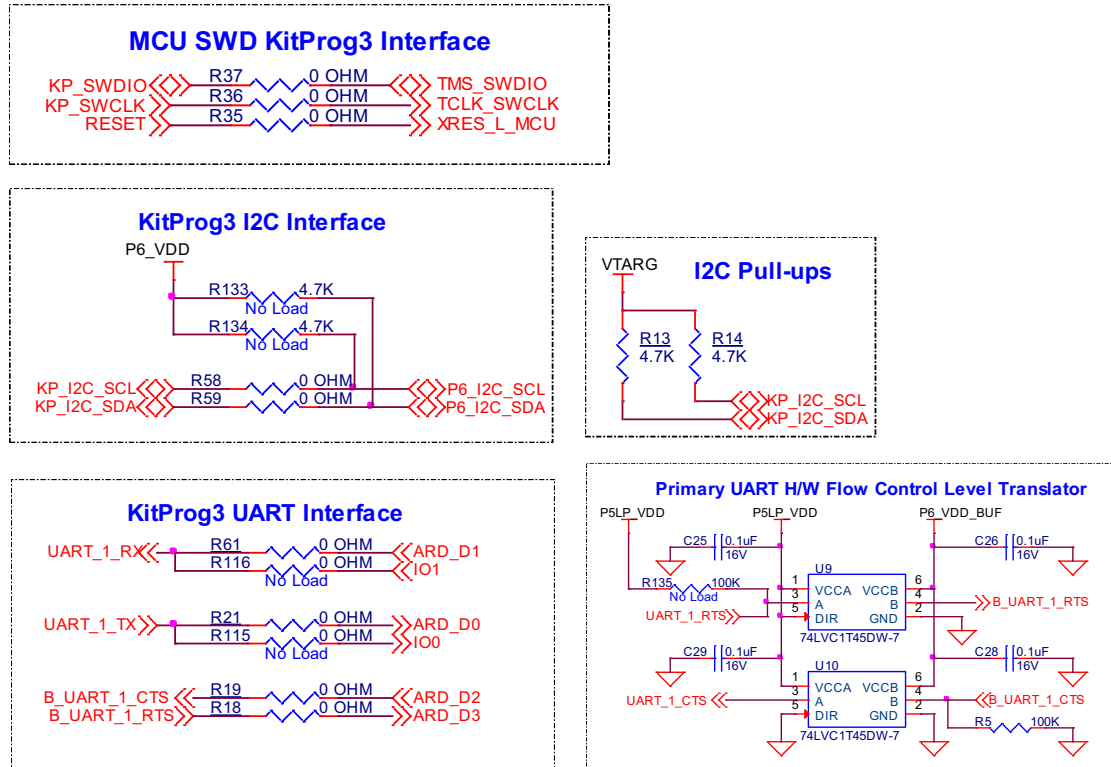 MCU SWD KitProg3 Interface
KP_SWDIO R37 0 OHM TMS_SWDIO
KP_SWCLK R36 0 OHM TCLK_SWCLK
RESET R35 0 OHM XRES_L_MCU
KitProg3 I2C Interface
P6_VDD
R133 4.7K
No Load
R134 4.7K
No Load
KP_I2C_SCL R58 0 OHM P6_I2C_SCL
KP_I2C_SDA R59 0 OHM P6_I2C_SDA
VTARG
I2C Pull-ups
R13 R14
4.7K 4.7K
KP_I2C_SCL
KP_I2C_SDA
KitProg3 UART Interface
UART_1_RX R61 0 OHM ARD_D1
R116 0 OHM IO1
No Load
UART_1_TX R21 0 OHM ARD_D0
R115 0 OHM IO0
No Load
B_UART_1_CTS R19 0 OHM ARD_D2
B_UART_1_RTS R18 0 OHM ARD_D3
Primary UART H/W Flow Control Level Translator
P5LP_VDD P5LP_VDD P6_VDD_BUF
C25 0.1uF C26 0.1uF
16V 16V
U9
R135 100K
No Load
1 VCCA VCCB 6
3 A B 4 B_UART_1_RTS
UART_1_RTS 5 DIR GND 2
74LVC1T45DW-7
C29 0.1uF C28 0.1uF
16V 16V
U10
1 VCCA VCCB 6
UART_1_CTS 3 A B 4 B_UART_1_CTS
5 DIR GND 2
74LVC1T45DW-7
R5 100K